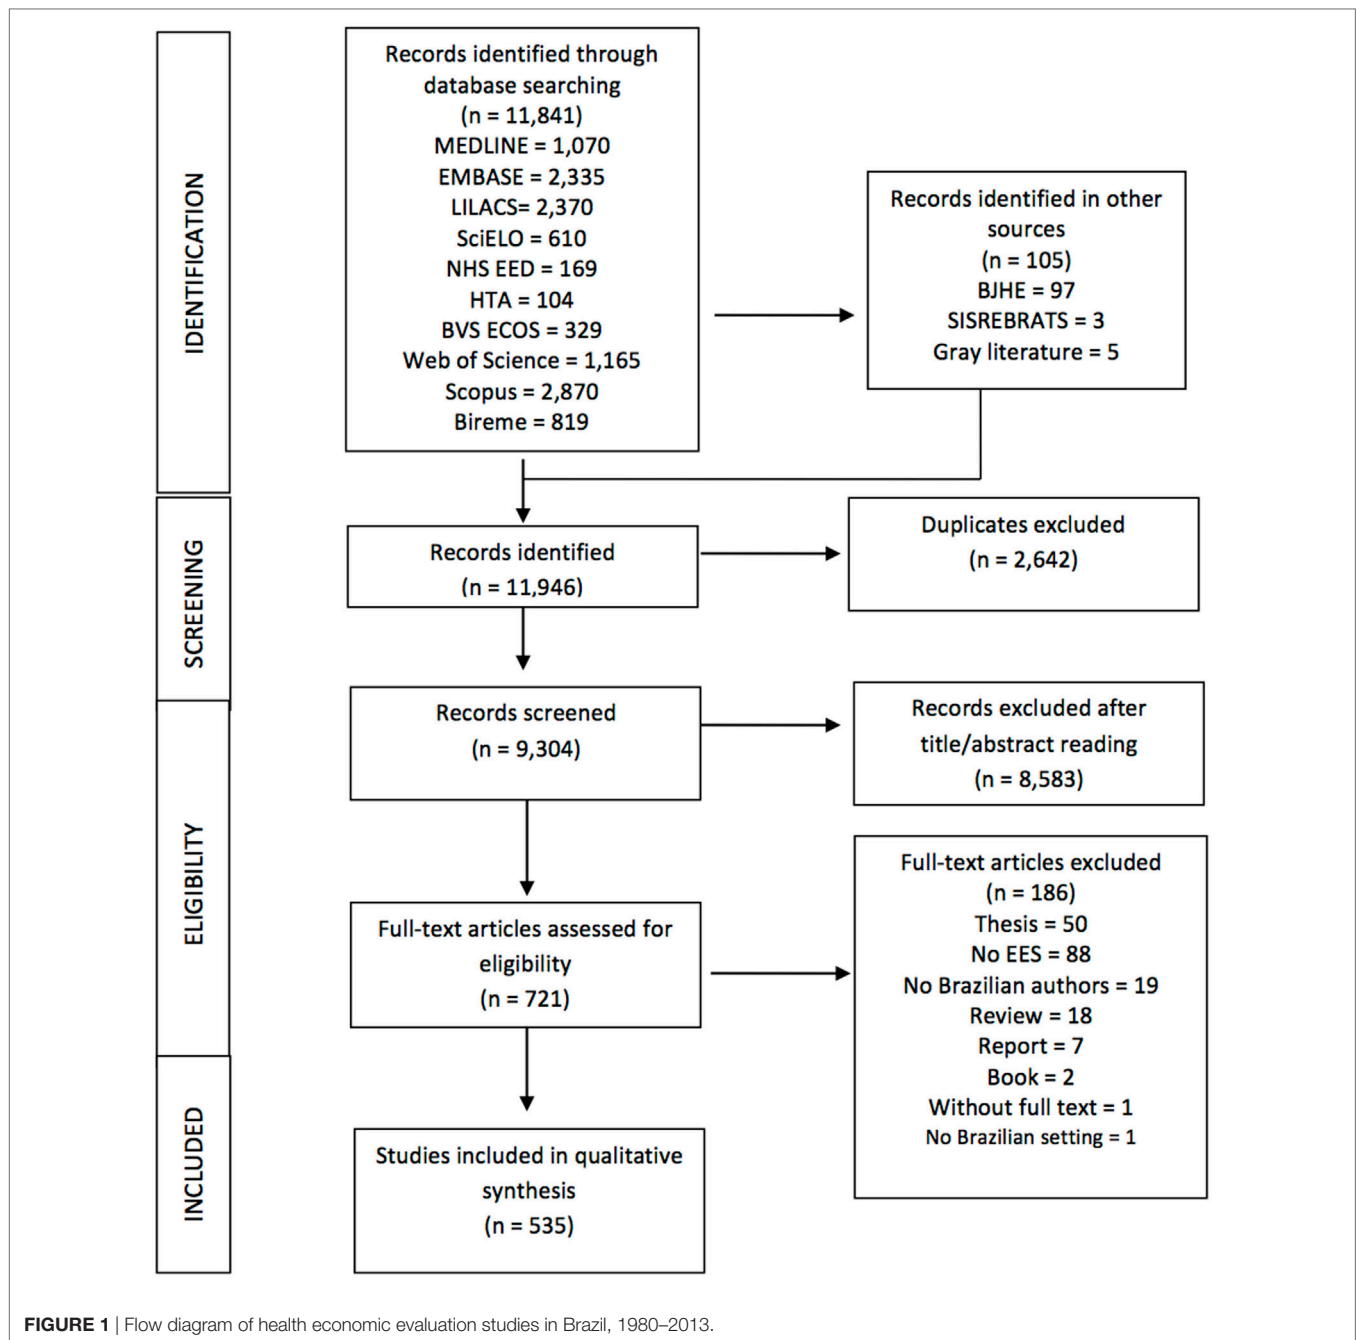 IDENTIFICATION
Records identified through
database searching
(n = 11,841)
MEDLINE = 1,070
EMBASE = 2,335
LILACS= 2,370
SciELO = 610
NHS EED = 169
HTA = 104
BVS ECOS = 329
Web of Science = 1,165
Scopus = 2,870
Bireme = 819
Records identified in other
sources
(n = 105)
BJHE = 97
SISREBRATS = 3
Gray literature = 5
SCREENING
Records identified
(n = 11,946)
Duplicates excluded
(n = 2,642)
ELIGIBILITY
Records screened
(n = 9,304)
Records excluded after
title/abstract reading
(n = 8,583)
Full-text articles assessed for
eligibility
(n = 721)
Full-text articles excluded
(n = 186)
Thesis = 50
No EES = 88
No Brazilian authors = 19
Review = 18
Report = 7
Book = 2
Without full text = 1
No Brazilian setting = 1
INCLUDED
Studies included in qualitative
synthesis
(n = 535)
FIGURE 1 | Flow diagram of health economic evaluation studies in Brazil, 1980–2013.